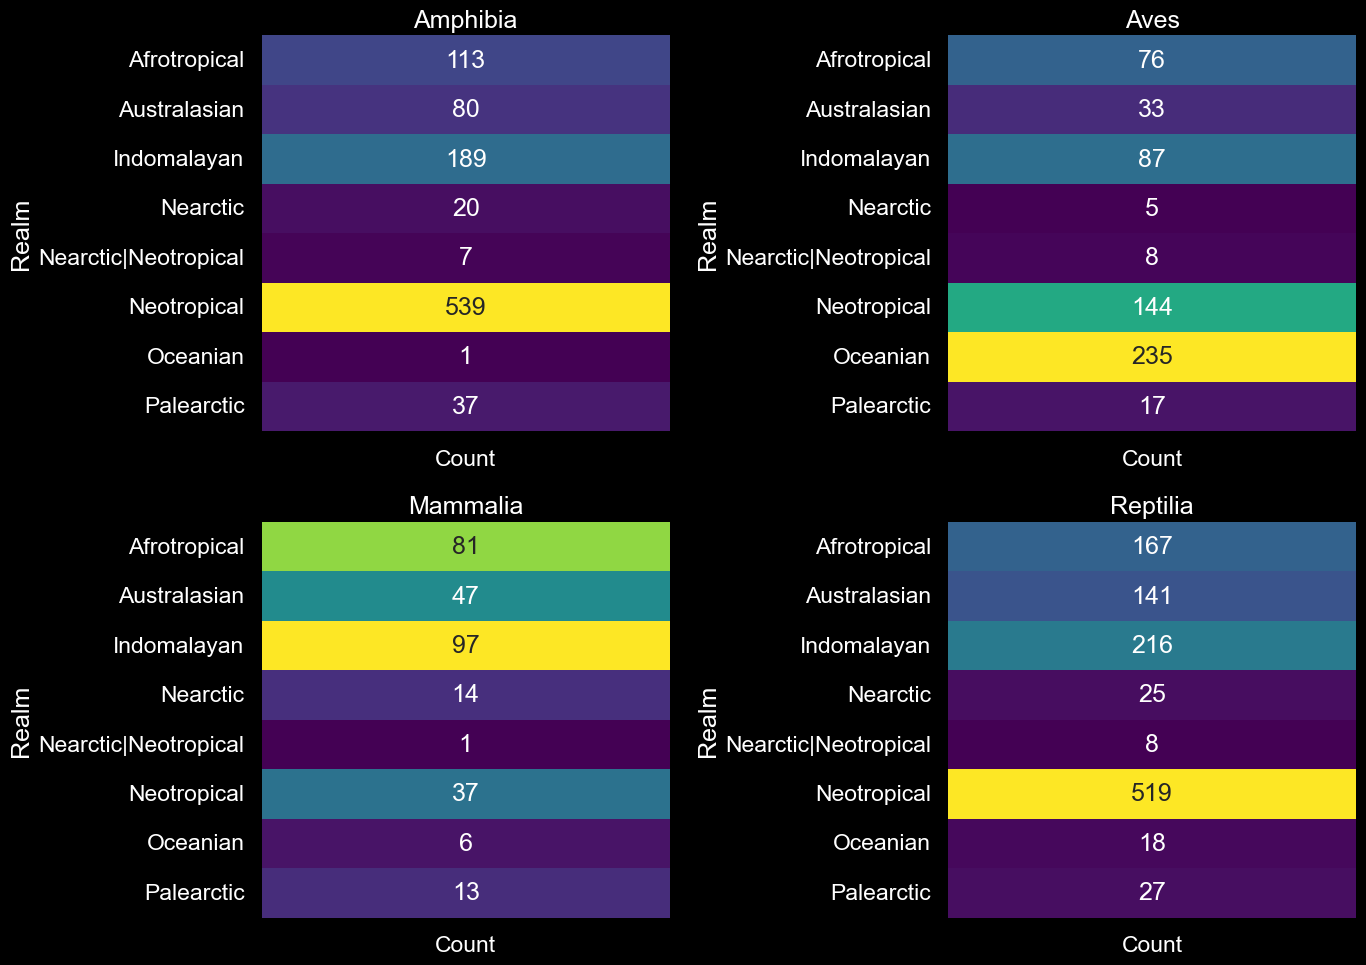 Amphibia
Realm
Afrotropical 113
Australasian 80
Indomalayan 189
Nearctic 20
Nearctic|Neotropical 7
Neotropical 539
Oceanian 1
Palearctic 37
Count
Aves
Realm
Afrotropical 76
Australasian 33
Indomalayan 87
Nearctic 5
Nearctic|Neotropical 8
Neotropical 144
Oceanian 235
Palearctic 17
Count
Mammalia
Realm
Afrotropical 81
Australasian 47
Indomalayan 97
Nearctic 14
Nearctic|Neotropical 1
Neotropical 37
Oceanian 6
Palearctic 13
Count
Reptilia
Realm
Afrotropical 167
Australasian 141
Indomalayan 216
Nearctic 25
Nearctic|Neotropical 8
Neotropical 519
Oceanian 18
Palearctic 27
Count